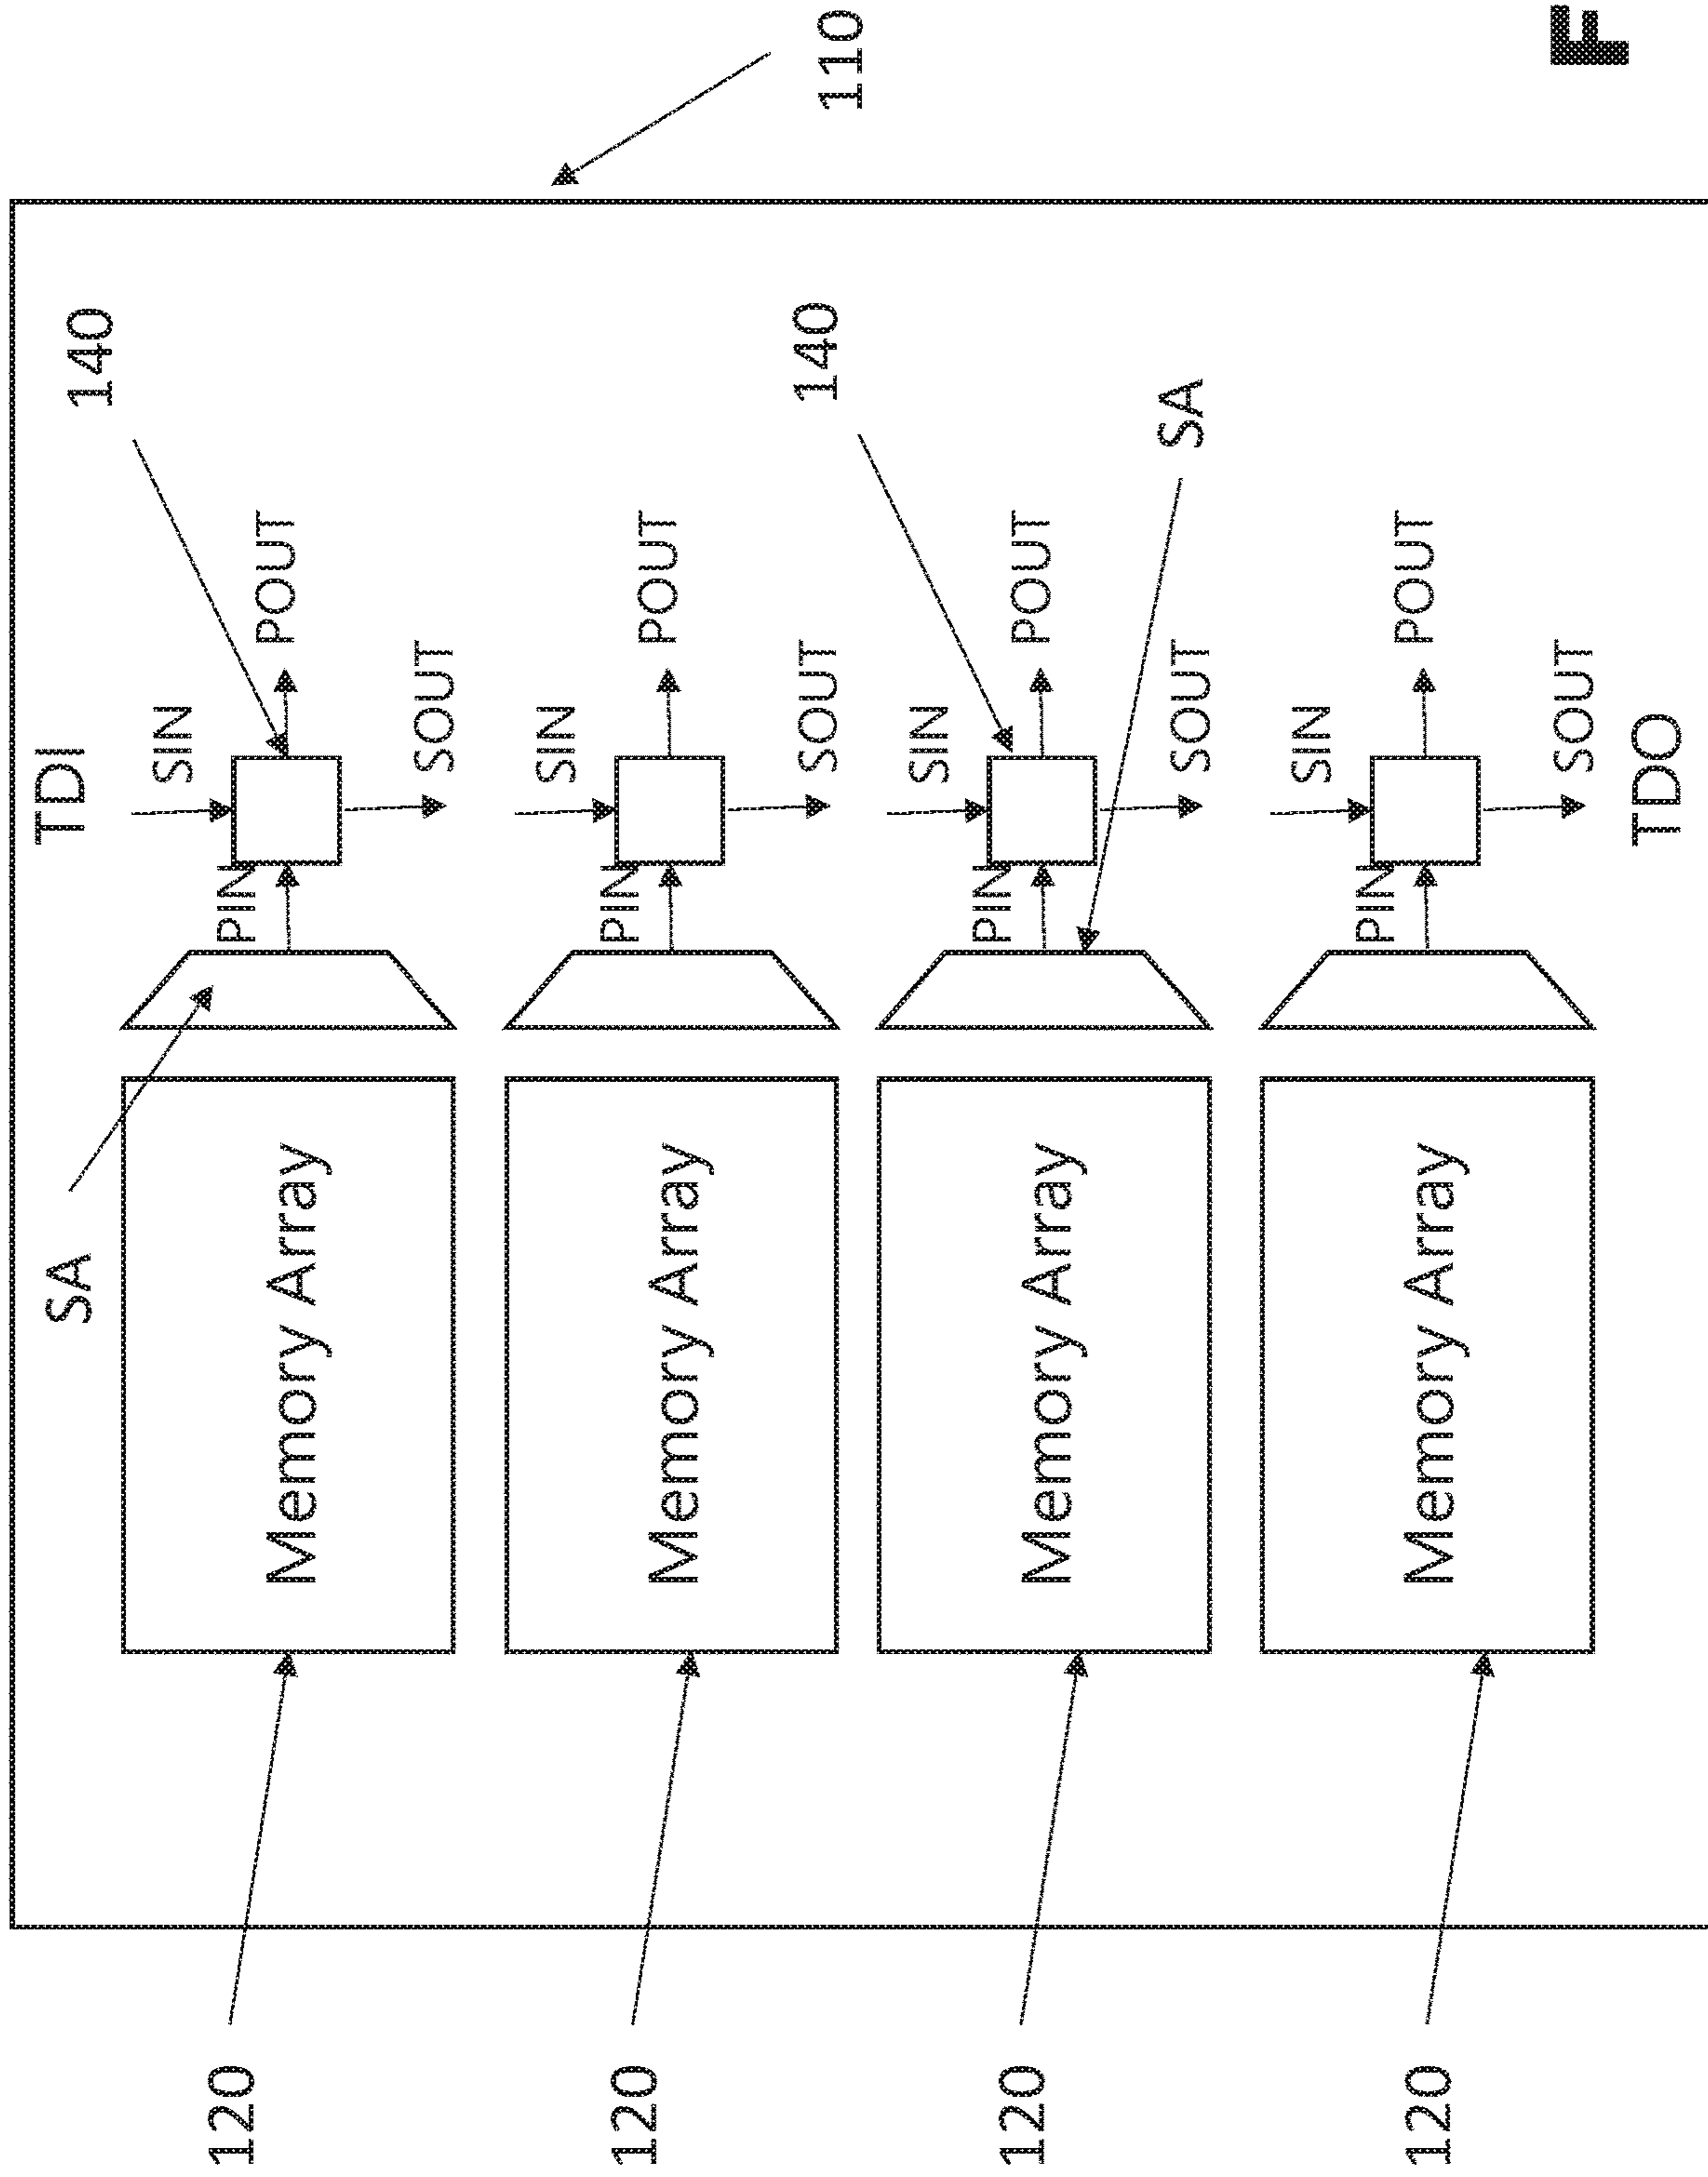 SA
TDI
140
SIN
PIN
120
Memory Array
POUT
SOUT
SIN
PIN
120
Memory Array
POUT
SOUT
140
110
SIN
PIN
120
Memory Array
POUT
SA
SOUT
SIN
PIN
120
Memory Array
POUT
SOUT
TDO
F